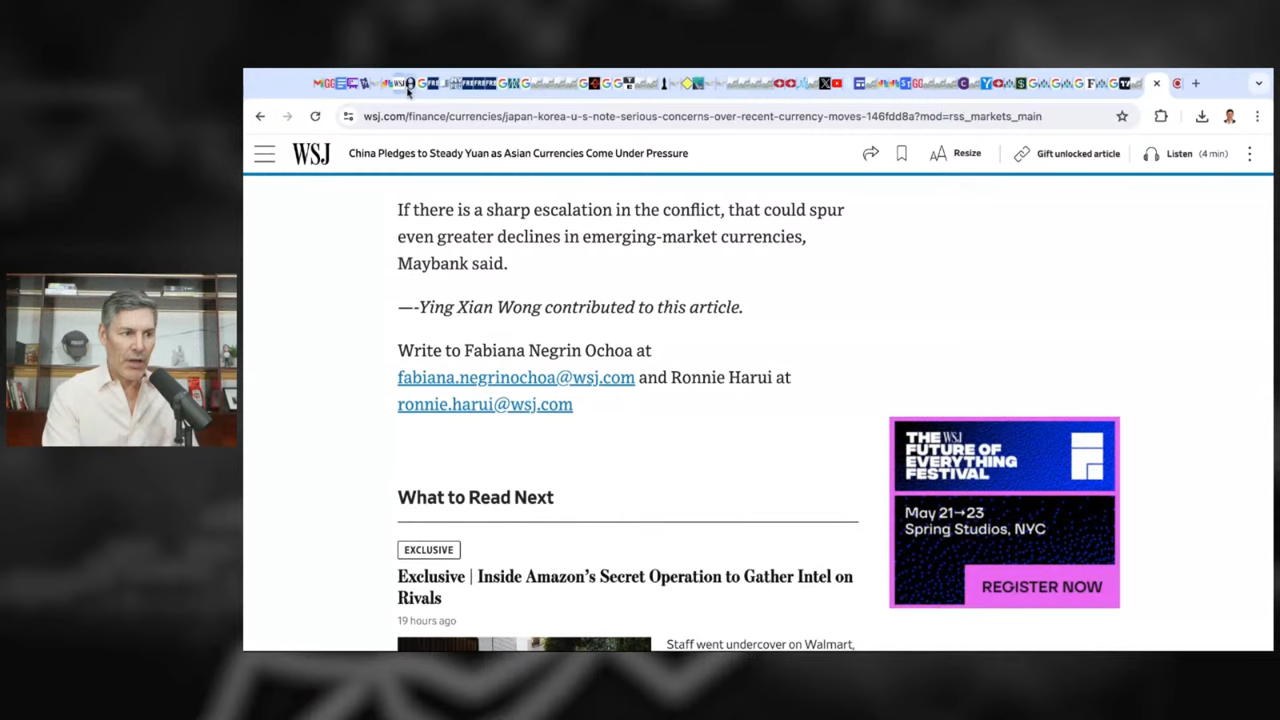 wsj.com/finance/currencies/japan-korea-u-s-note-serious-concerns-over-recent-currency-moves-146fdd8a?mod=rss_markets_main
WSJ
China Pledges to Steady Yuan as Asian Currencies Come Under Pressure
Resize
Gift unlocked article
Listen (4 min)
If there is a sharp escalation in the conflict, that could spur
even greater declines in emerging-market currencies,
Maybank said.
—-Ying Xian Wong contributed to this article.
Write to Fabiana Negrin Ochoa at
fabiana.negrinochoa@wsj.com and Ronnie Harui at
ronnie.harui@wsj.com
THE WSJ
FUTURE OF
EVERYTHING
FESTIVAL
May 21→23
Spring Studios, NYC
REGISTER NOW
What to Read Next
EXCLUSIVE
Exclusive | Inside Amazon’s Secret Operation to Gather Intel on
Rivals
19 hours ago
Staff went undercover on Walmart,